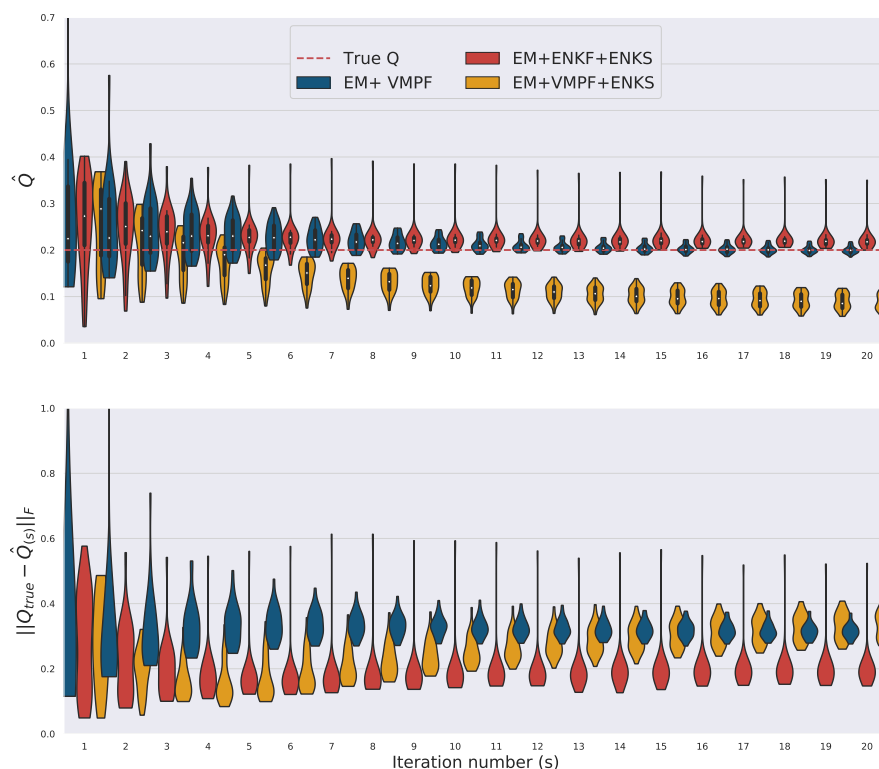 0.7
0.6
0.5
0.4
0.3
0.2
0.1
0.0
Q̂
True Q
EM+ VMPF
EM+ENKF+ENKS
EM+VMPF+ENKS
1 2 3 4 5 6 7 8 9 10 11 12 13 14 15 16 17 18 19 20
1.0
0.8
0.6
0.4
0.2
0.0
||Q_{true} − Q̂_{(s)}||_F
1 2 3 4 5 6 7 8 9 10 11 12 13 14 15 16 17 18 19 20
Iteration number (s)